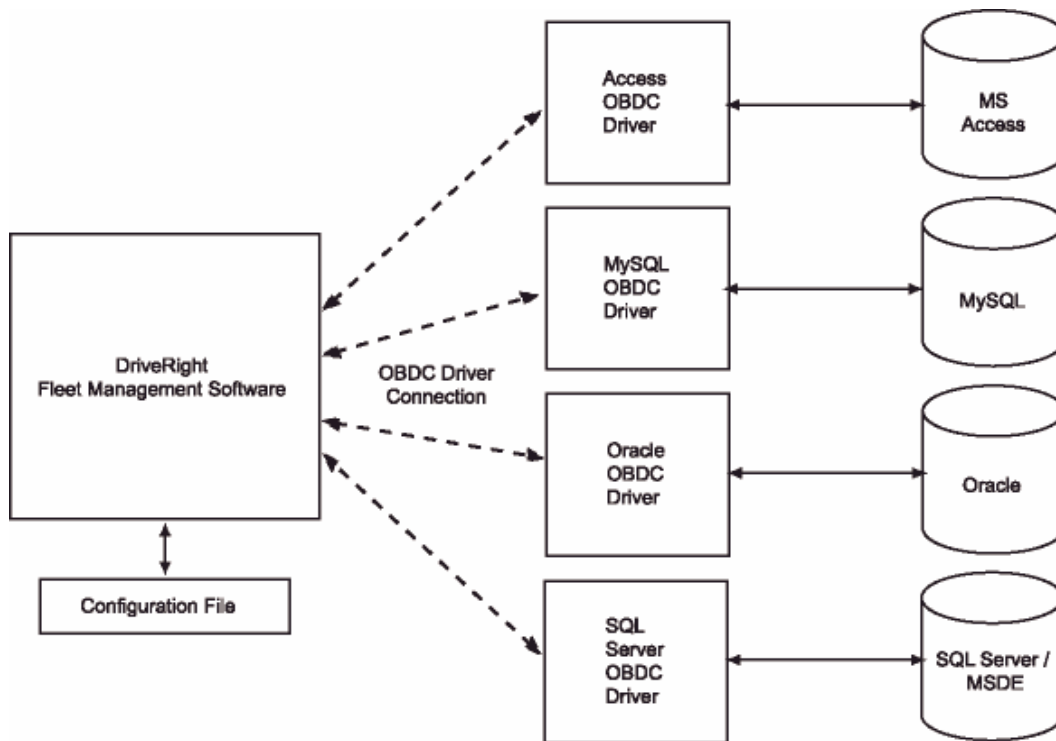 Access
OBDC
Driver
MS
Access
MySQL
OBDC
Driver
MySQL
DriveRight
Fleet Management Software
OBDC Driver
Connection
Oracle
OBDC
Driver
Oracle
Configuration File
SQL
Server
OBDC
Driver
SQL Server /
MSDE